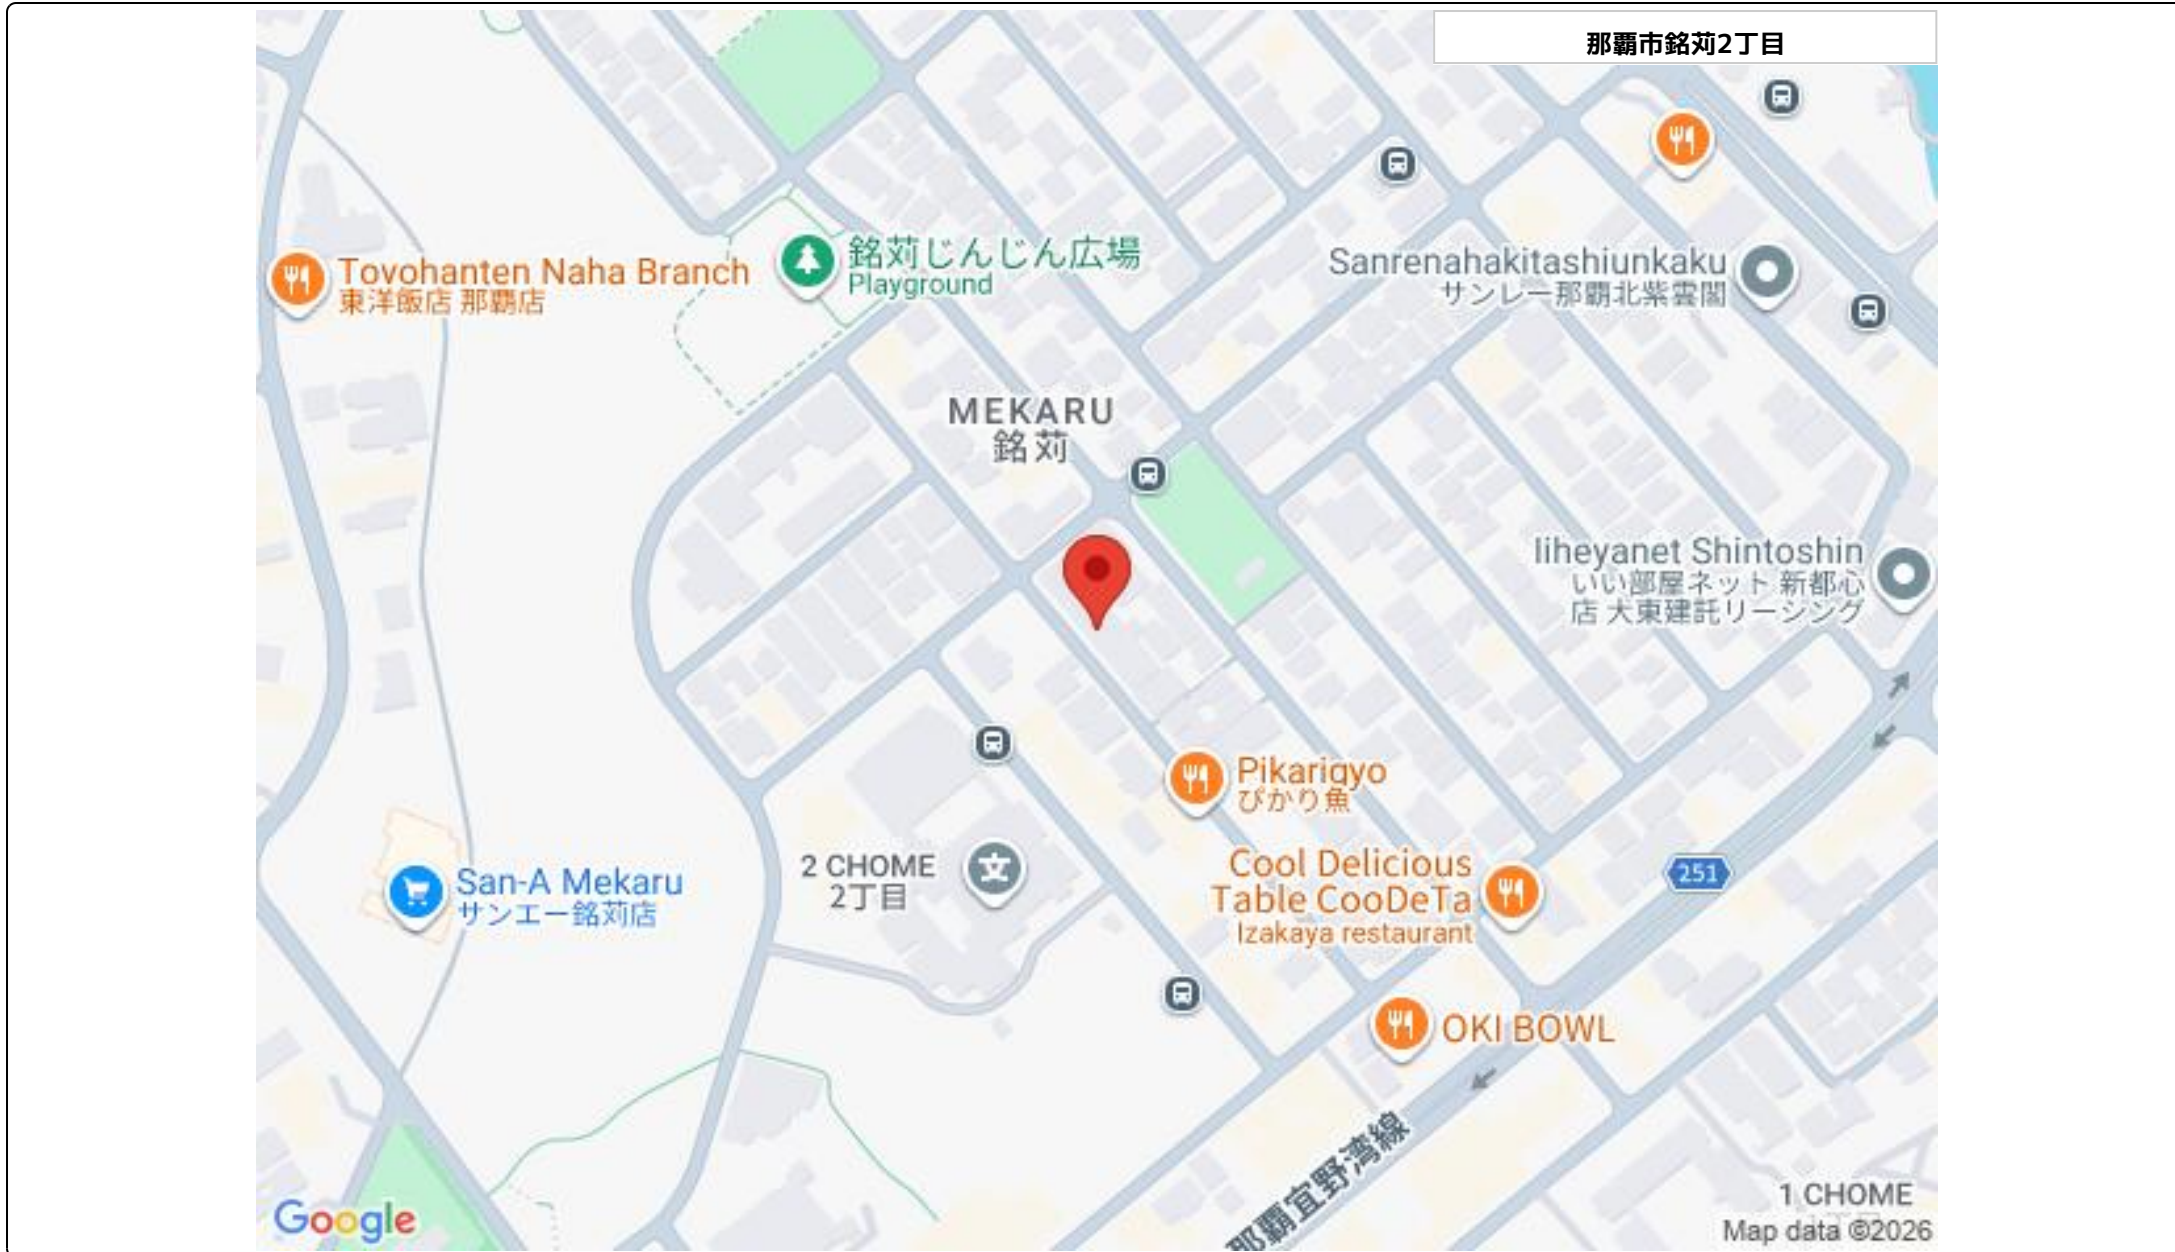 那覇市銘苅2丁目
Tovohanten Naha Branch
東洋飯店 那覇店
銘苅じんじん広場
Playground
Sanrenahakitashiunkaku
サンレー那覇北紫雲閣
MEKARU
銘苅
Iiheyanet Shintoshin
いい部屋ネット 新都心
店 大東建託リーシング
Pikarigyo
ぴかり魚
2 CHOME
2丁目
文
San-A Mekaru
サンエー銘苅店
Cool Delicious
Table CooDeTa
Izakaya restaurant
251
OKI BOWL
那覇宜野湾線
1 CHOME
Google
Map data ©2026